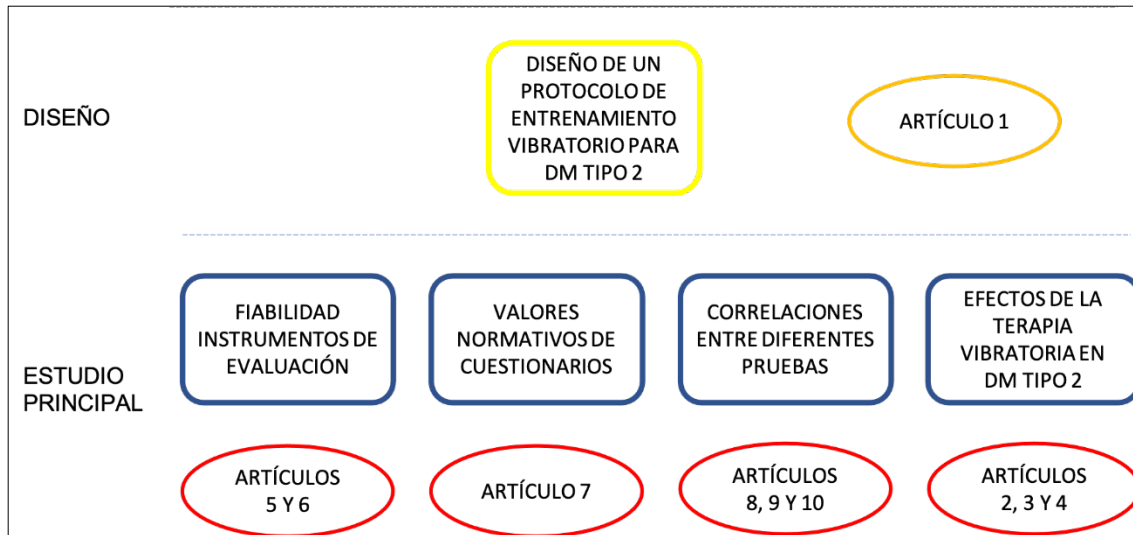 DISEÑO
DISEÑO DE UN
PROTOCOLO DE
ENTRENAMIENTO
VIBRATORIO PARA
DM TIPO 2
ARTÍCULO 1
ESTUDIO
PRINCIPAL
FIABILIDAD
INSTRUMENTOS DE
EVALUACIÓN
VALORES
NORMATIVOS DE
CUESTIONARIOS
CORRELACIONES
ENTRE DIFERENTES
PRUEBAS
EFECTOS DE LA
TERAPIA
VIBRATORIA EN
DM TIPO 2
ARTÍCULOS
5 Y 6
ARTÍCULO 7
ARTÍCULOS
8, 9 Y 10
ARTÍCULOS
2, 3 Y 4